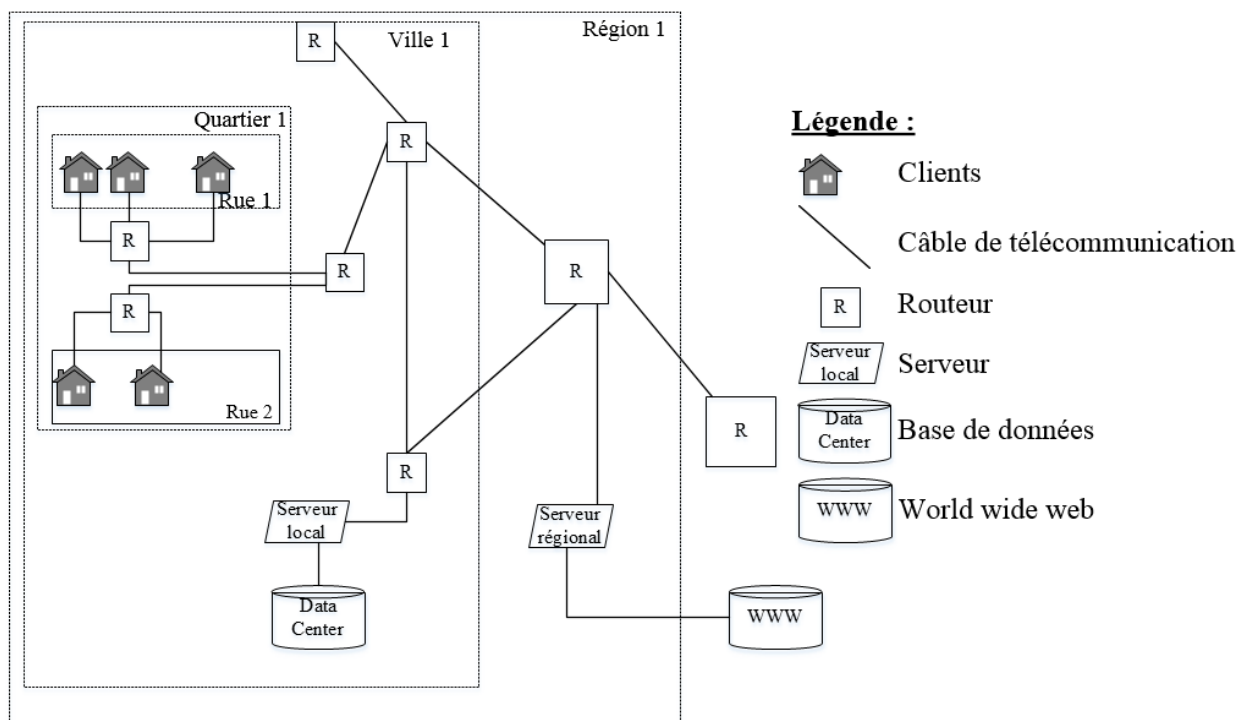 Région 1
Ville 1
R
Quartier 1
R
Rue 1
R
R
R
R
Rue 2
R
R
Serveur
local
Serveur
régional
Data
Center
WWW
Légende :
Clients
Câble de télécommunication
R
Routeur
Serveur
local
Serveur
Data
Center
Base de données
WWW
World wide web